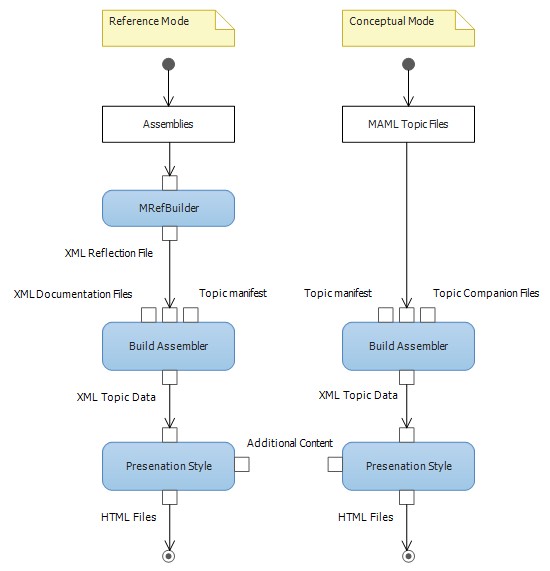 Reference Mode
Conceptual Mode
Assemblies
MAML Topic Files
MRefBuilder
XML Reflection File
XML Documentation Files
Topic manifest
Topic manifest
Topic Companion Files
Build Assembler
Build Assembler
XML Topic Data
XML Topic Data
Additional Content
Presenation Style
Presenation Style
HTML Files
HTML Files